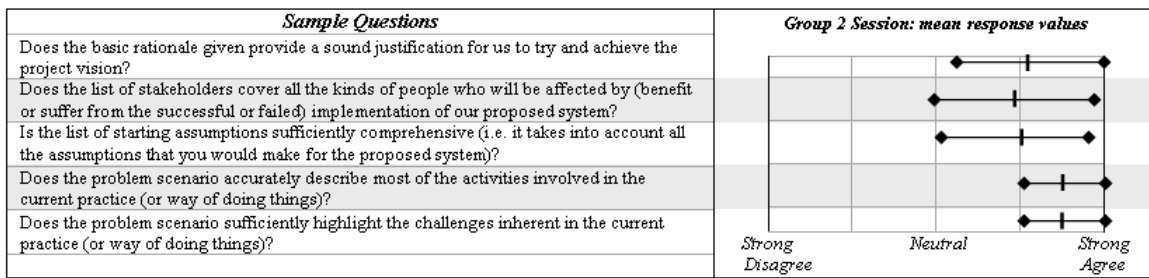 Sample Questions
Group 2 Session: mean response values
Does the basic rationale given provide a sound justification for us to try and achieve the
project vision?
Does the list of stakeholders cover all the kinds of people who will be affected by (benefit
or suffer from the successful or failed) implementation of our proposed system?
Is the list of starting assumptions sufficiently comprehensive (i.e. it takes into account all
the assumptions that you would make for the proposed system)?
Does the problem scenario accurately describe most of the activities involved in the
current practice (or way of doing things)?
Does the problem scenario sufficiently highlight the challenges inherent in the current
practice (or way of doing things)?
Strong
Disagree
Neutral
Strong
Agree